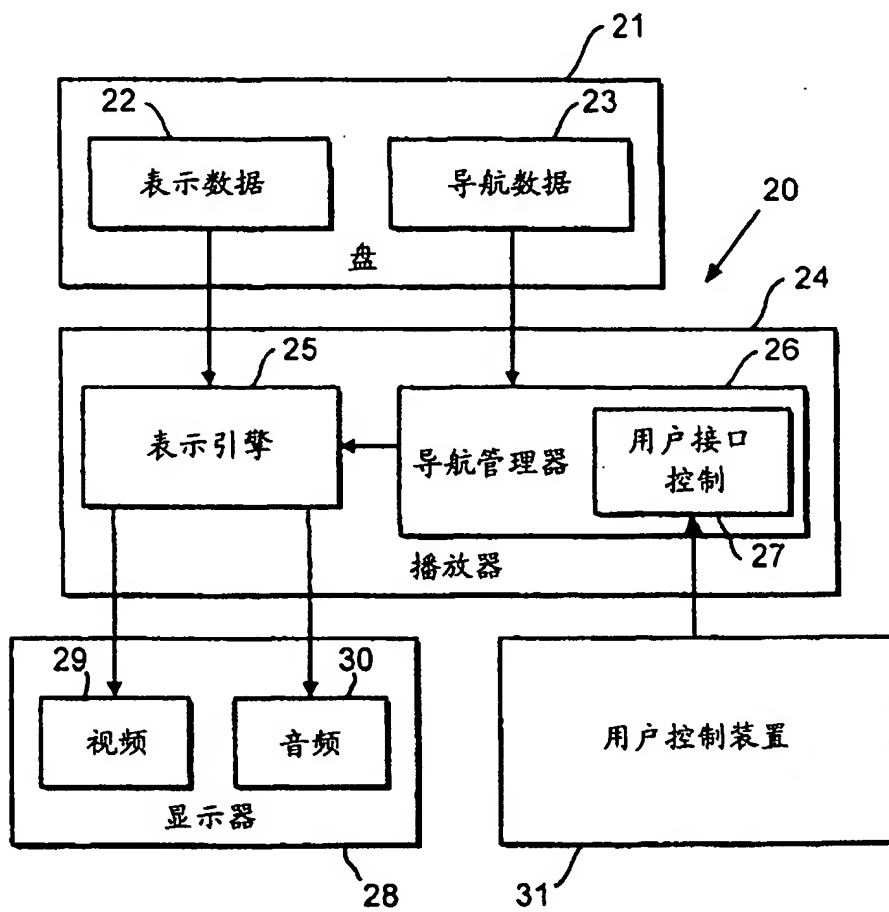 21
22
23
表示数据
导航数据
盘
20
24
25
26
表示引擎
导航管理器
用户接口
控制
27
播放器
29
30
视频
音频
显示器
用户控制装置
28
31